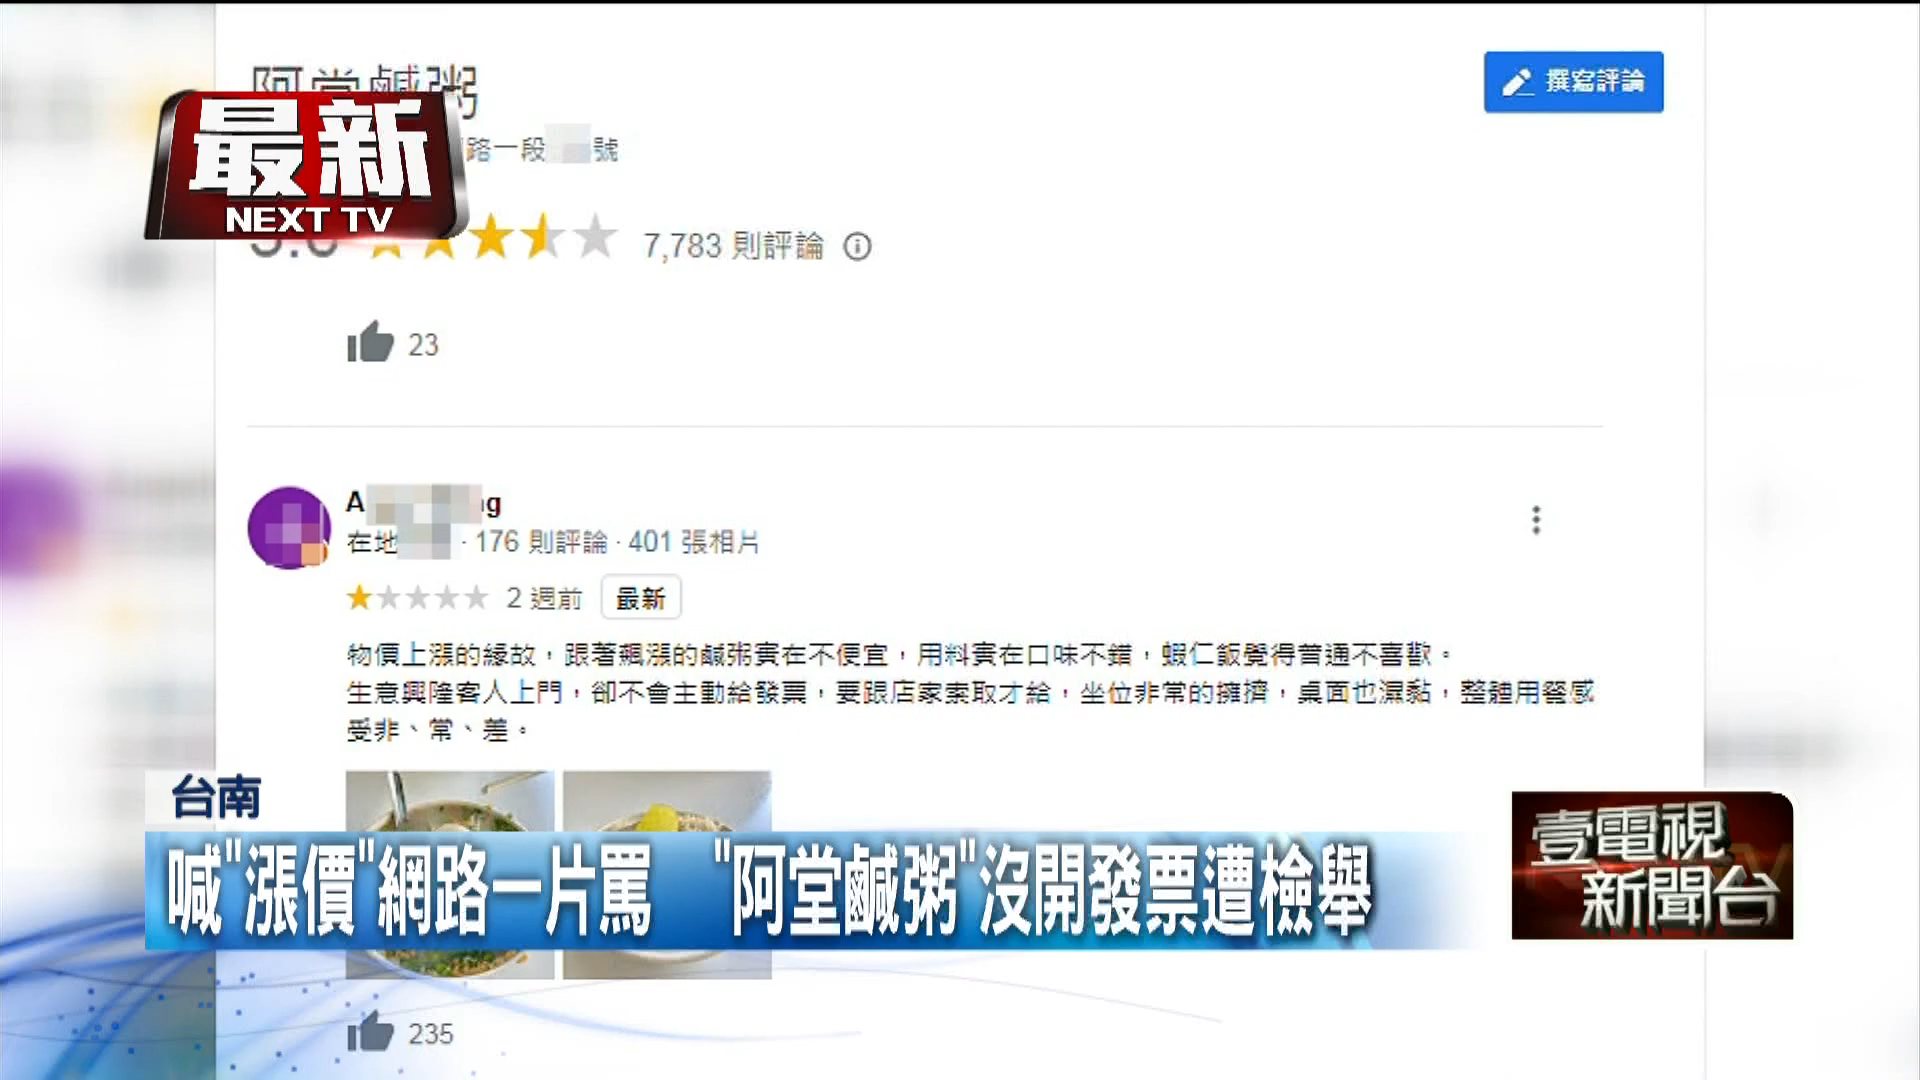 阿堂鹹粥
撰寫評論
最新
NEXT TV
路一段 號
7,783 則評論
23
A ng
在地 · 176 則評論 · 401 張相片
2 週前 最新
物價上漲的緣故，跟著飆漲的鹹粥實在不便宜，用料實在口味不錯，蝦仁飯覺得普通不喜歡。
生意興隆客人上門，卻不會主動給發票，要跟店家索取才給，坐位非常的擁擠，桌面也濕黏，整體用餐感
受非、常、差。
台南
喊"漲價"網路一片罵 "阿堂鹹粥"沒開發票遭檢舉
壹電視
新聞台
235